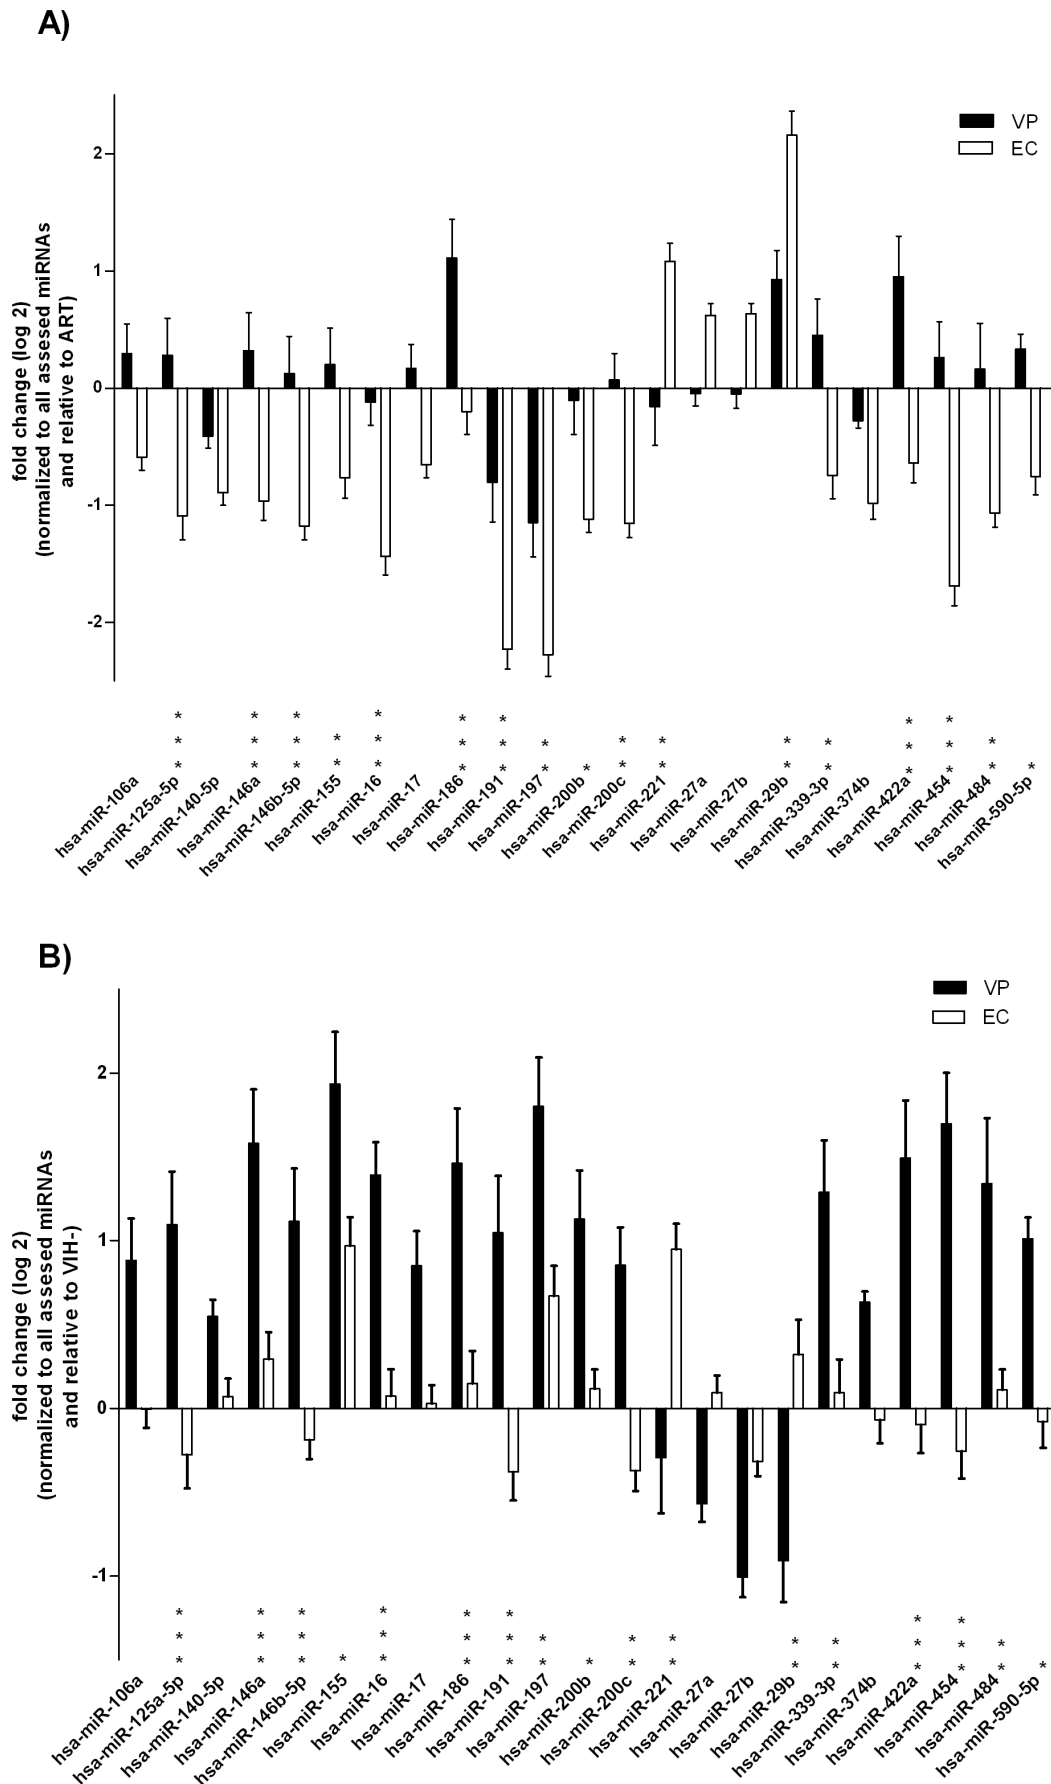 A)
VP
EC
2
1
0
-1
-2
fold change (log 2)
(normalized to all assesed miRNAs
and relative to ART)
* * * * * * * * * * * * * * * * * * * * * * * * * * * * * * * * * * * * * * * * *
hsa-miR-106a
hsa-miR-125a-5p
hsa-miR-140-5p
hsa-miR-146a
hsa-miR-146b-5p
hsa-miR-155
hsa-miR-16
hsa-miR-17
hsa-miR-186
hsa-miR-191
hsa-miR-197
hsa-miR-200b
hsa-miR-200c
hsa-miR-221
hsa-miR-27a
hsa-miR-27b
hsa-miR-29b
hsa-miR-339-3p
hsa-miR-374b
hsa-miR-422a
hsa-miR-454
hsa-miR-484
hsa-miR-590-5p
B)
VP
EC
2
1
0
-1
fold change (log 2)
(normalized to all assesed miRNAs
and relative to VIH-)
* * * * * * * * * * * * * * * * * * * * * * * * * * * * * * * * * * * * * * * *
hsa-miR-106a
hsa-miR-125a-5p
hsa-miR-140-5p
hsa-miR-146a
hsa-miR-146b-5p
hsa-miR-155
hsa-miR-16
hsa-miR-17
hsa-miR-186
hsa-miR-191
hsa-miR-197
hsa-miR-200b
hsa-miR-200c
hsa-miR-221
hsa-miR-27a
hsa-miR-27b
hsa-miR-29b
hsa-miR-339-3p
hsa-miR-374b
hsa-miR-422a
hsa-miR-454
hsa-miR-484
hsa-miR-590-5p